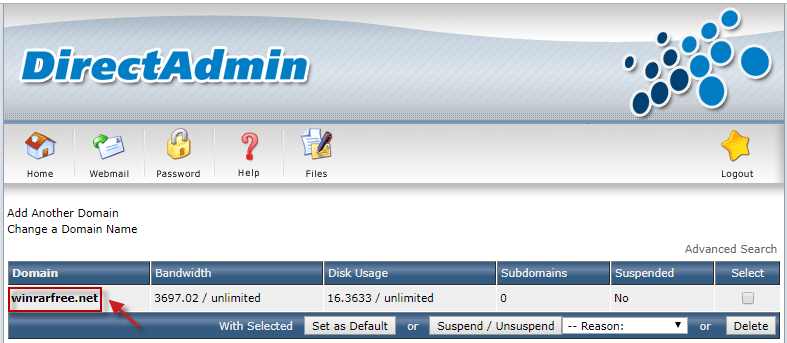 DirectAdmin
Home Webmail Password Help Files Logout
Add Another Domain
Change a Domain Name
Advanced Search
Domain Bandwidth Disk Usage Subdomains Suspended Select
winrarfree.net 3697.02 / unlimited 16.3633 / unlimited 0 No
With Selected Set as Default or Suspend / Unsuspend -- Reason: or Delete